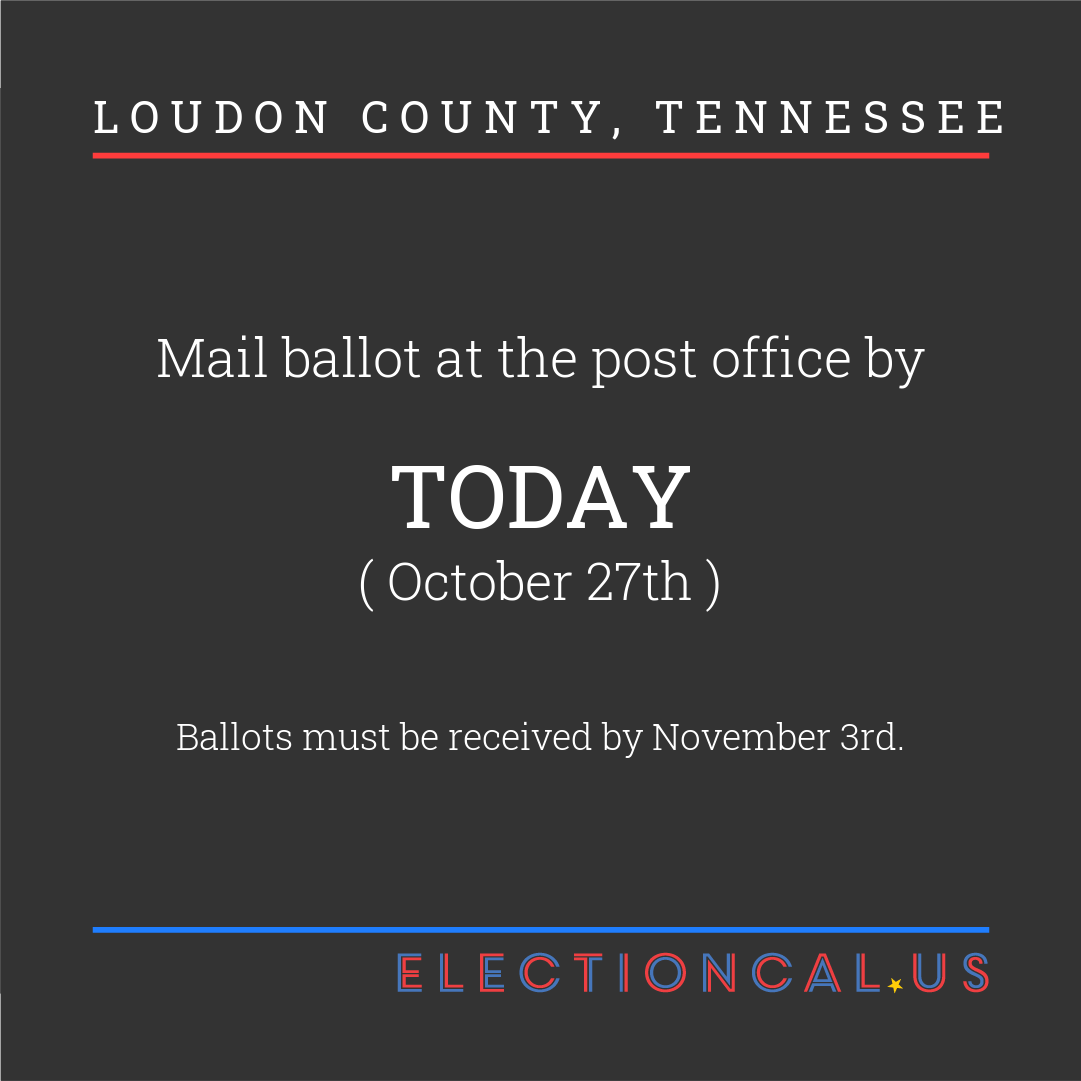 LOUDON COUNTY, TENNESSEE
Mail ballot at the post office by
TODAY
( October 27th )
Ballots must be received by November 3rd.
ELECTIONCAL.US